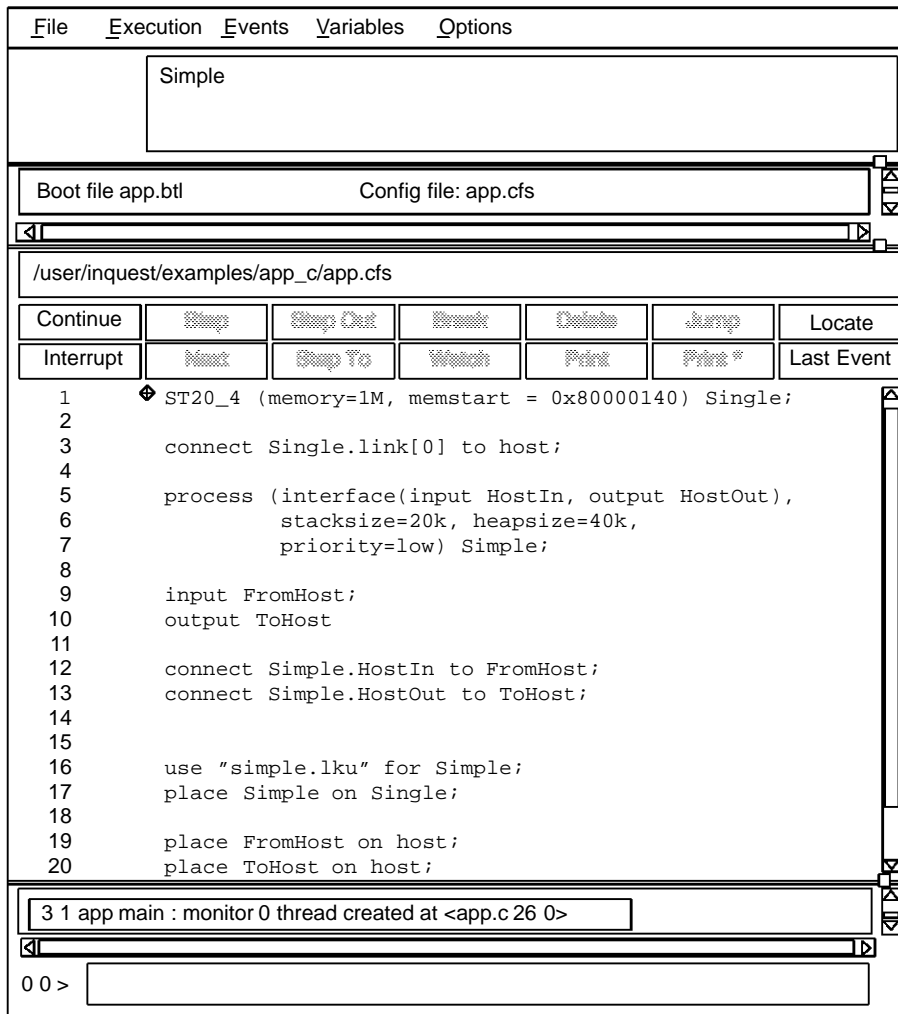 File Execution Events Variables Options
Simple
Boot file app.btl Config file: app.cfs
/user/inquest/examples/app_c/app.cfs
Continue Step Step Out Break Delete Jump Locate
Interrupt Next Step To Watch Print Print * Last Event
1 ST20_4 (memory=1M, memstart = 0x80000140) Single;
2
3 connect Single.link[0] to host;
4
5 process (interface(input HostIn, output HostOut),
6 stacksize=20k, heapsize=40k,
7 priority=low) Simple;
8
9 input FromHost;
10 output ToHost
11
12 connect Simple.HostIn to FromHost;
13 connect Simple.HostOut to ToHost;
14
15
16 use ”simple.lku” for Simple;
17 place Simple on Single;
18
19 place FromHost on host;
20 place ToHost on host;
3 1 app main : monitor 0 thread created at <app.c 26 0>
0 0 >